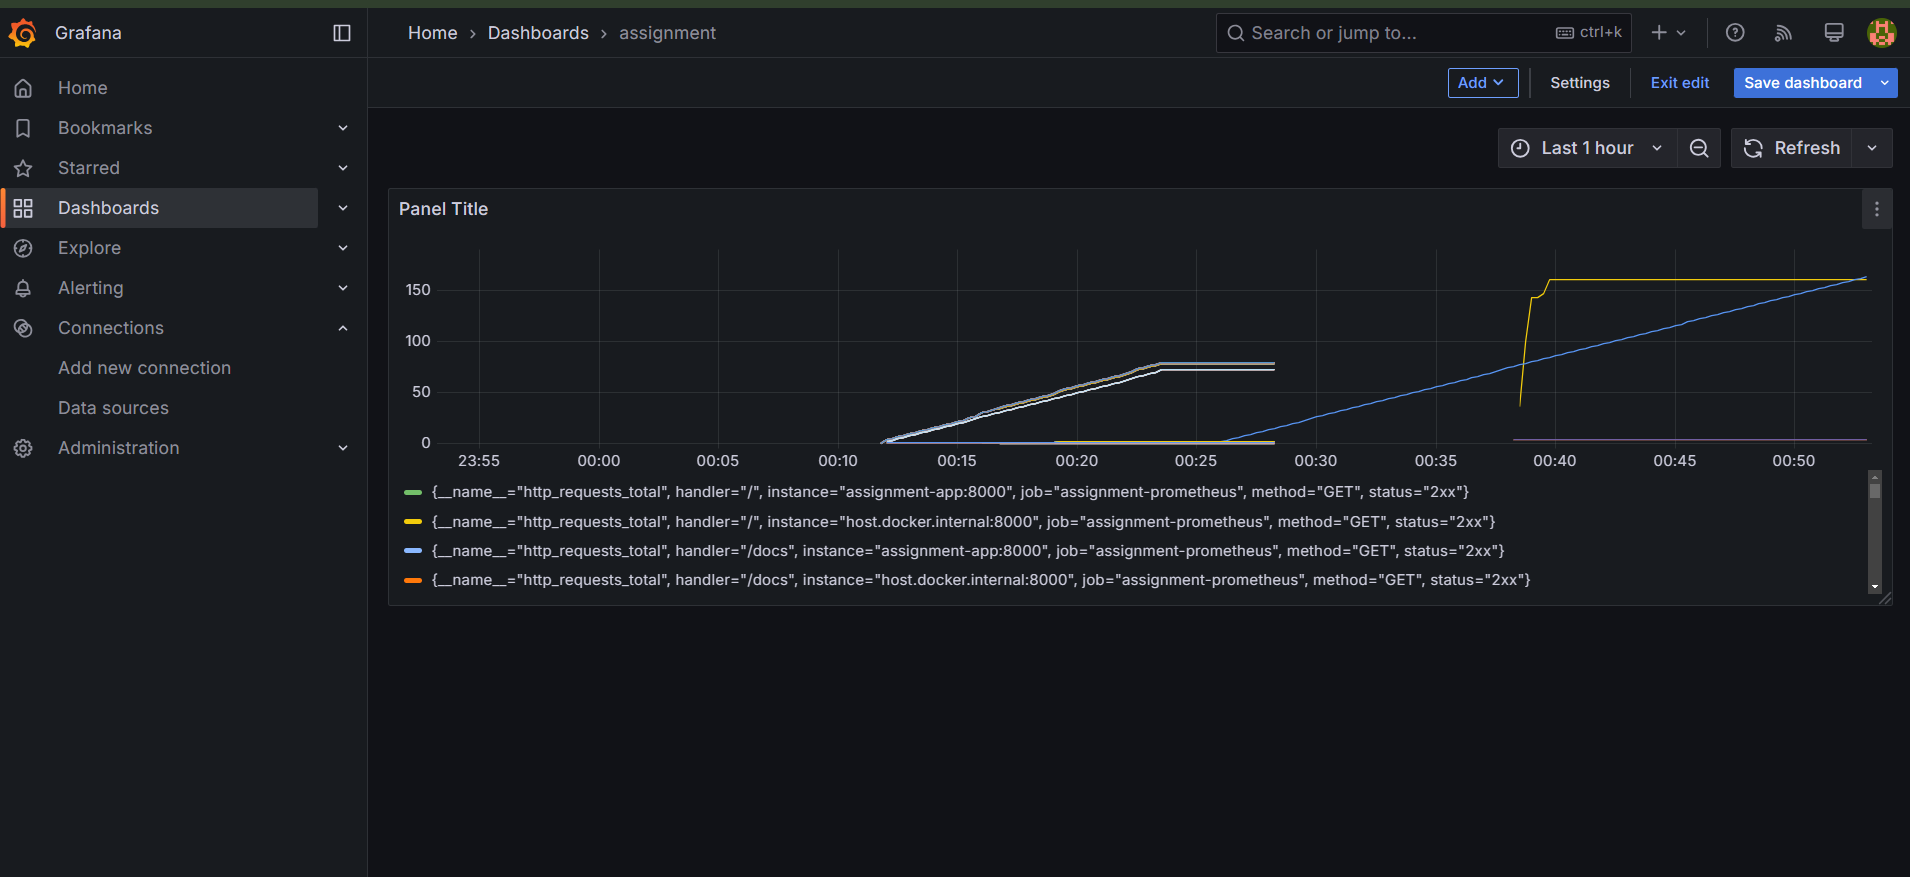 Grafana
Home › Dashboards › assignment
Search or jump to...
ctrl+k
Add
Settings
Exit edit
Save dashboard
Home
Bookmarks
Starred
Dashboards
Explore
Alerting
Connections
Add new connection
Data sources
Administration
Last 1 hour
Refresh
Panel Title
150
100
50
0
23:55 00:00 00:05 00:10 00:15 00:20 00:25 00:30 00:35 00:40 00:45 00:50
{__name__="http_requests_total", handler="/", instance="assignment-app:8000", job="assignment-prometheus", method="GET", status="2xx"}
{__name__="http_requests_total", handler="/", instance="host.docker.internal:8000", job="assignment-prometheus", method="GET", status="2xx"}
{__name__="http_requests_total", handler="/docs", instance="assignment-app:8000", job="assignment-prometheus", method="GET", status="2xx"}
{__name__="http_requests_total", handler="/docs", instance="host.docker.internal:8000", job="assignment-prometheus", method="GET", status="2xx"}